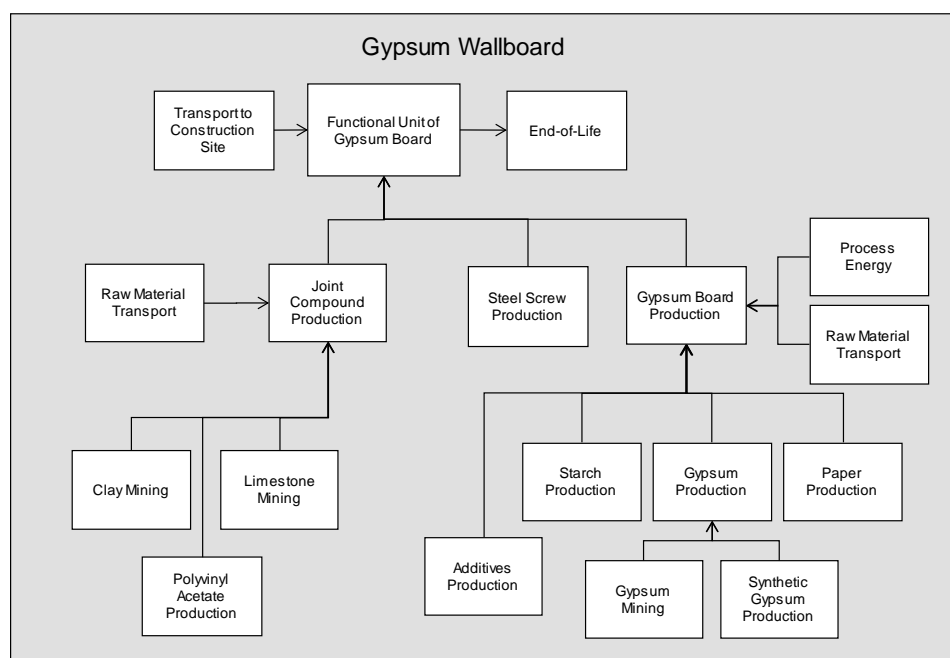 Gypsum Wallboard
Transport to
Construction
Site
Functional Unit of
Gypsum Board
End-of-Life
Process
Energy
Raw Material
Transport
Joint
Compound
Production
Steel Screw
Production
Gypsum Board
Production
Raw Material
Transport
Clay Mining
Limestone
Mining
Starch
Production
Gypsum
Production
Paper
Production
Polyvinyl
Acetate
Production
Additives
Production
Gypsum
Mining
Synthetic
Gypsum
Production